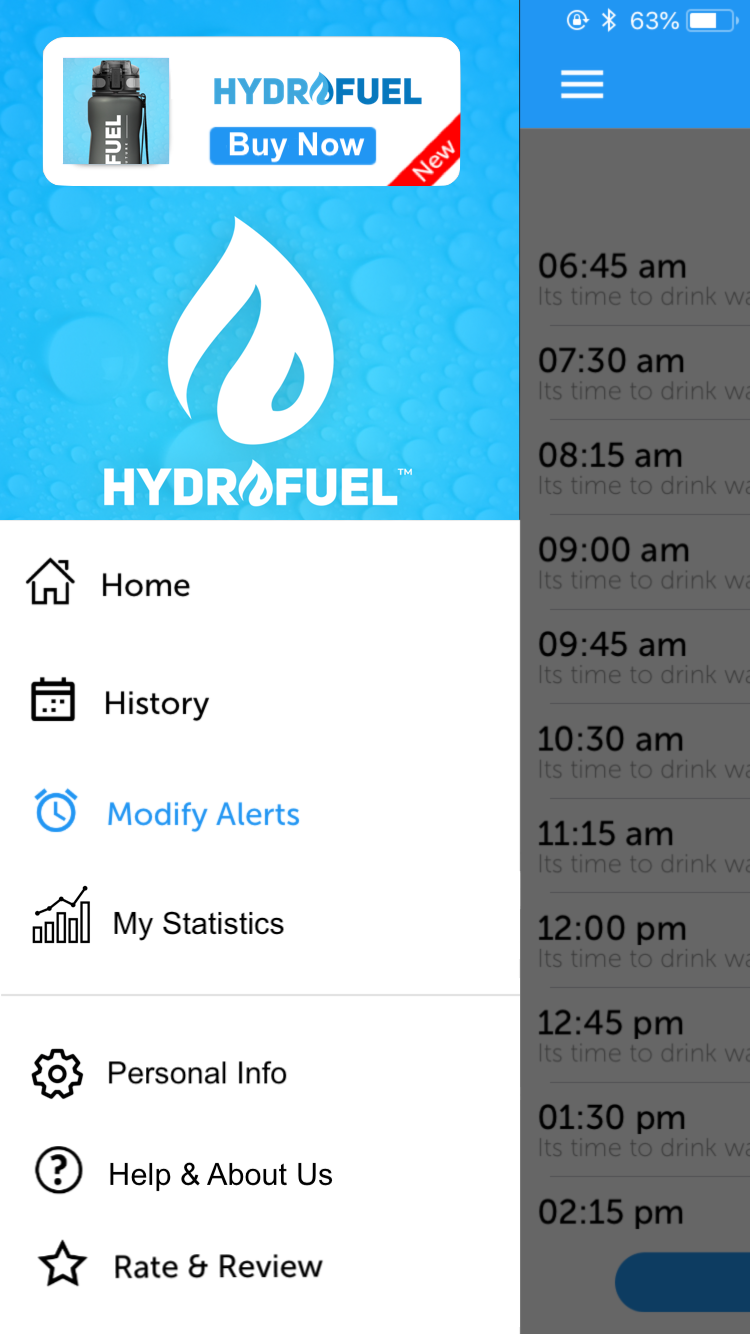 63%
HYDROFUEL
Buy Now
New
FUEL
HYDROFUEL™
Home
History
Modify Alerts
My Statistics
Personal Info
Help & About Us
Rate & Review
06:45 am
Its time to drink wa
07:30 am
Its time to drink wa
08:15 am
Its time to drink wa
09:00 am
Its time to drink wa
09:45 am
Its time to drink wa
10:30 am
Its time to drink wa
11:15 am
Its time to drink wa
12:00 pm
Its time to drink wa
12:45 pm
Its time to drink wa
01:30 pm
Its time to drink wa
02:15 pm